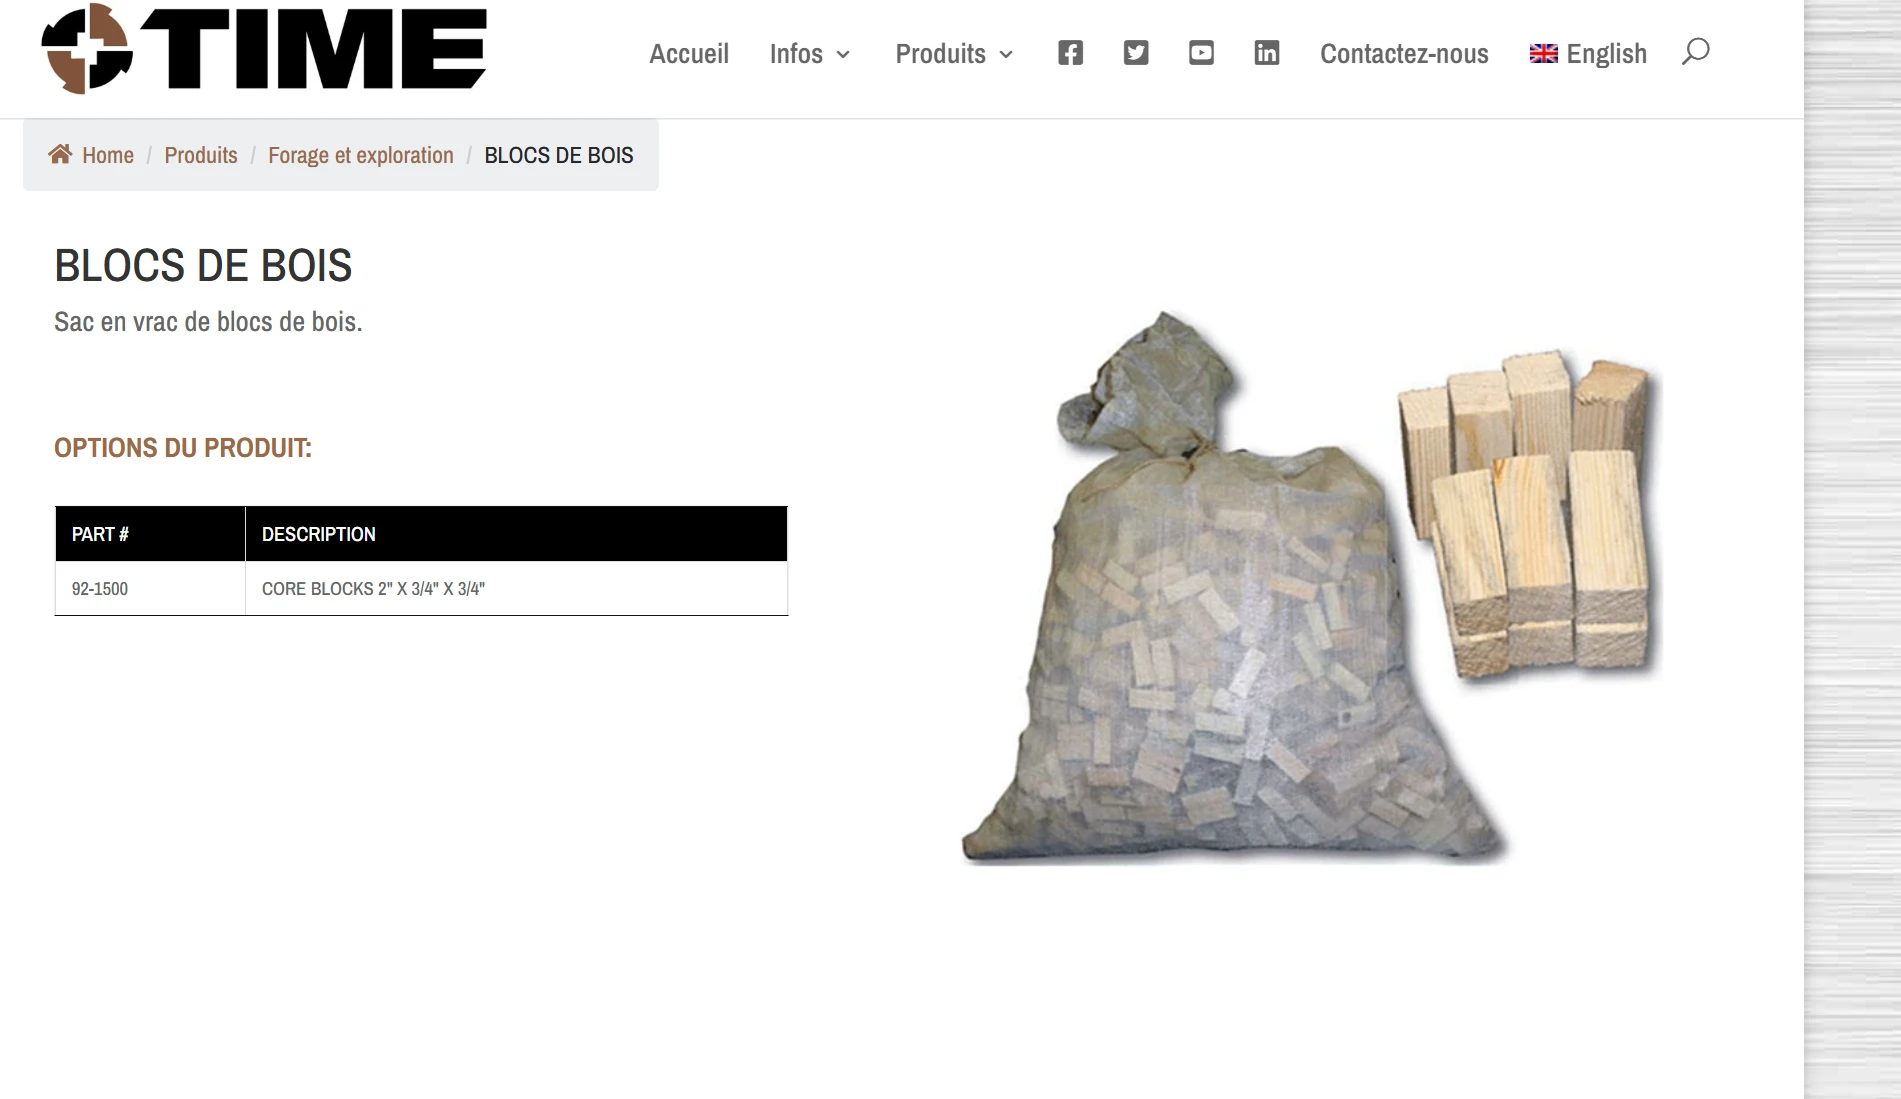 TIME
Accueil Infos Produits Contactez-nous English
Home / Produits / Forage et exploration / BLOCS DE BOIS
BLOCS DE BOIS
Sac en vrac de blocs de bois.
OPTIONS DU PRODUIT:
PART # DESCRIPTION
92-1500 CORE BLOCKS 2" X 3/4" X 3/4"